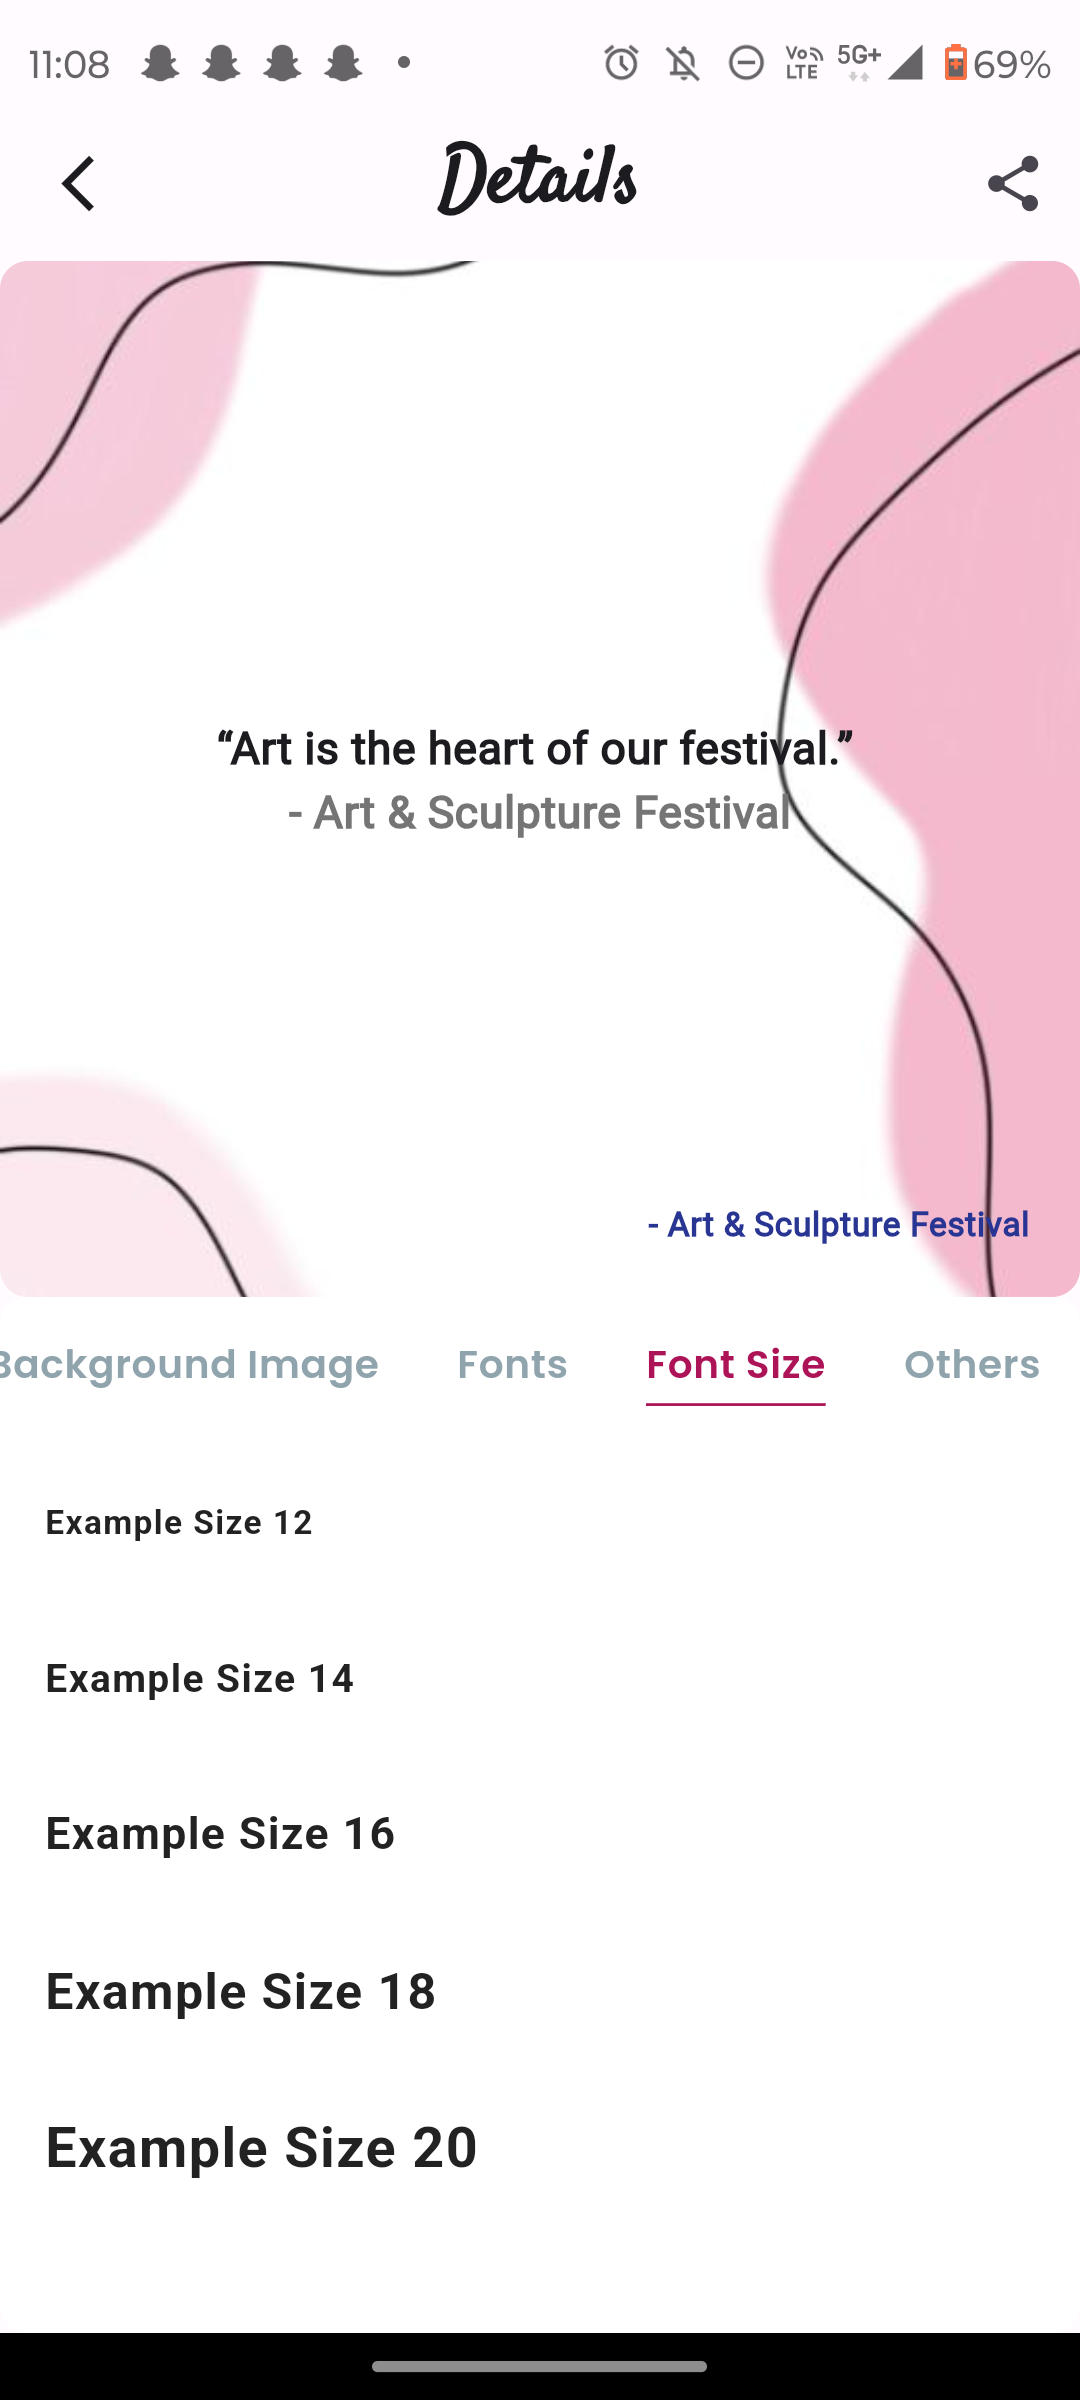 11:08
VoLTE 5G+ 69%
Details
“Art is the heart of our festival.”
- Art & Sculpture Festival
- Art & Sculpture Festival
Background Image Fonts Font Size Others
Example Size 12
Example Size 14
Example Size 16
Example Size 18
Example Size 20